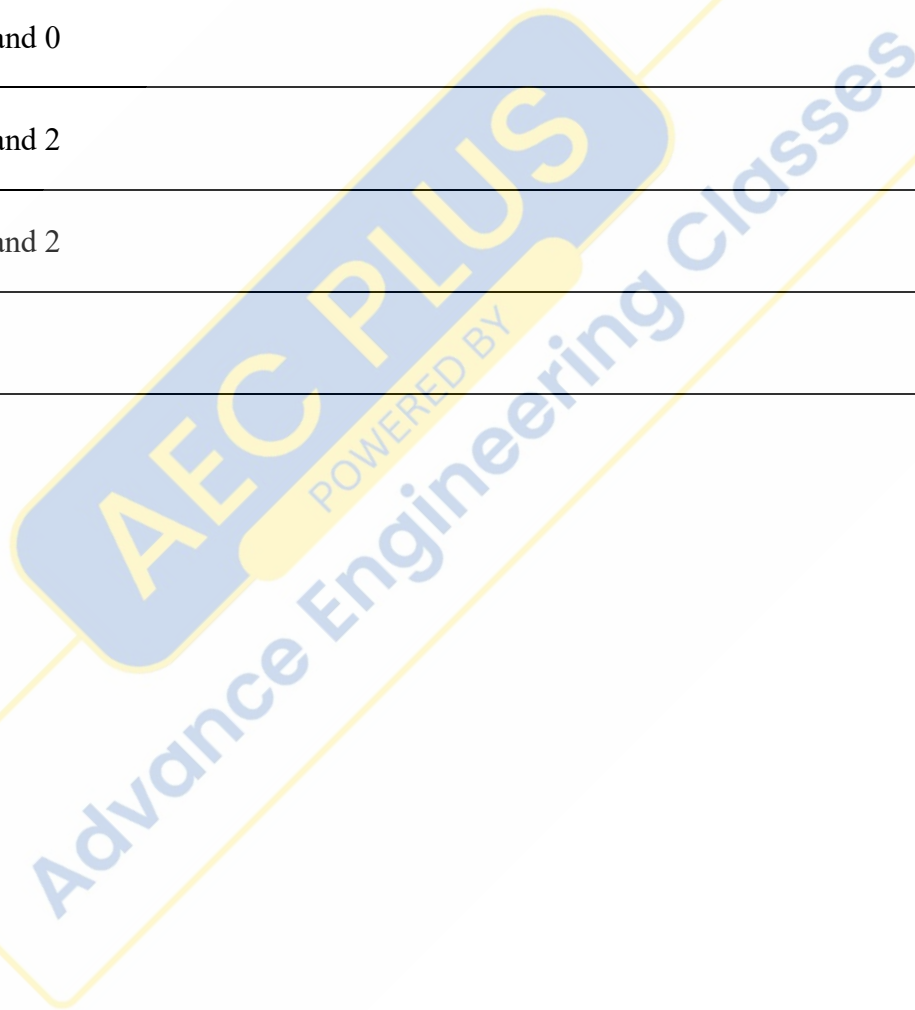 and 0
and 2
and 2
AEC PLUS
POWERED BY
Advance Engineering Classes